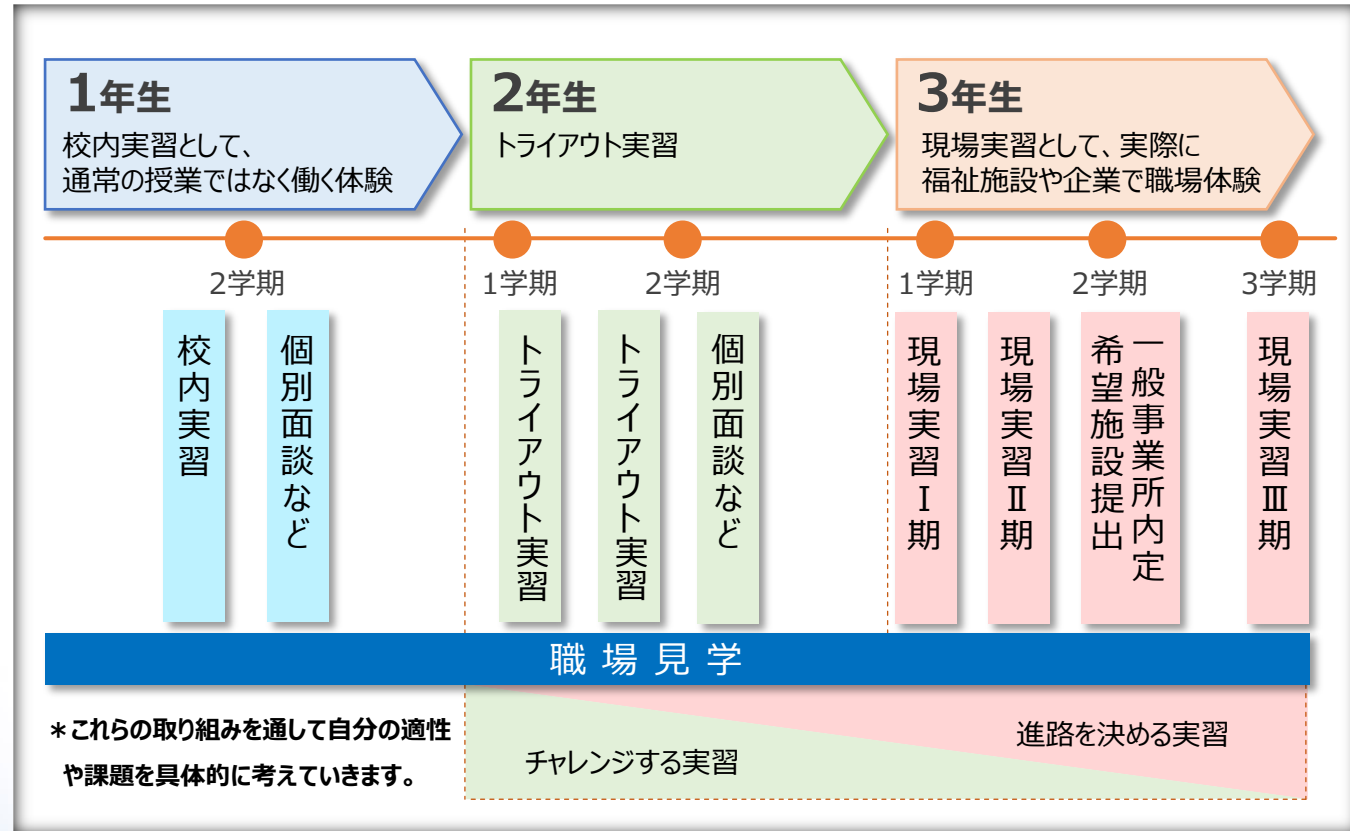 1年生
校内実習として、
通常の授業ではなく働く体験
2年生
トライアウト実習
3年生
現場実習として、実際に
福祉施設や企業で職場体験
2学期
1学期
2学期
1学期
2学期
3学期
校内実習
個別面談など
トライアウト実習
トライアウト実習
個別面談など
現場実習Ⅰ期
現場実習Ⅱ期
一般事業所内定
希望施設提出
現場実習Ⅲ期
職場見学
＊これらの取り組みを通して自分の適性
や課題を具体的に考えていきます。
チャレンジする実習
進路を決める実習